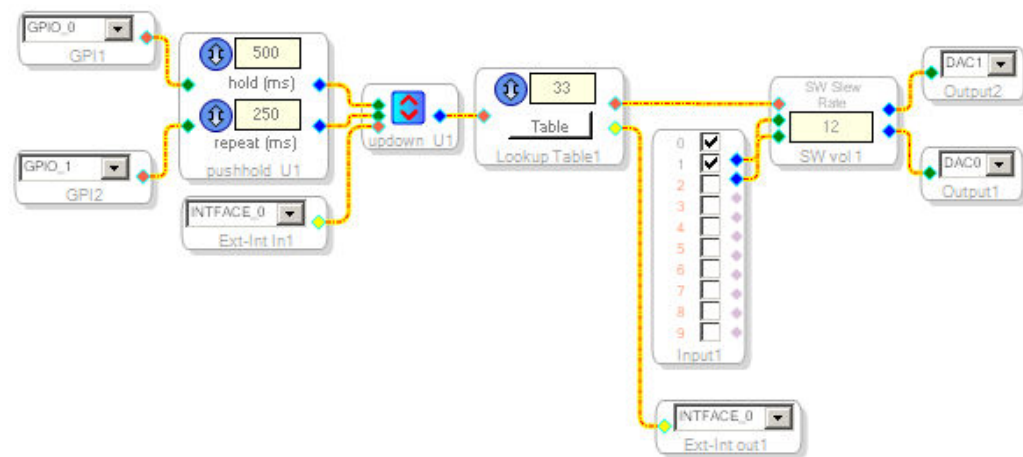 GPIO_0
GPI1
500
hold (ms)
250
repeat (ms)
pushhold_U1
GPIO_1
GPI2
INTFACE_0
Ext-Int In1
updown_U1
33
Table
Lookup Table1
0
1
2
3
4
5
6
7
8
9
Input1
SW Slew
Rate
12
SW vol 1
DAC1
Output2
DAC0
Output1
INTFACE_0
Ext-Int out1